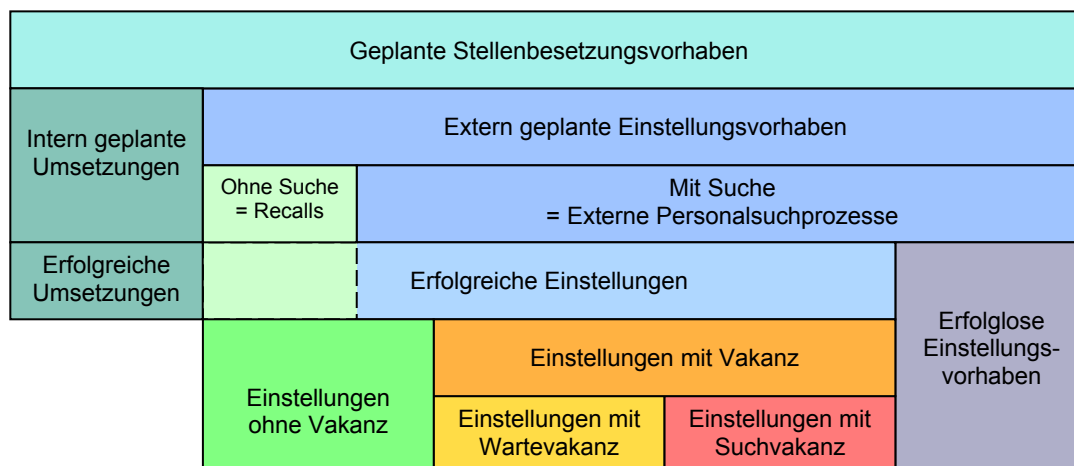 Geplante Stellenbesetzungsvorhaben
Intern geplante
Umsetzungen
Extern geplante Einstellungsvorhaben
Ohne Suche
= Recalls
Mit Suche
= Externe Personalsuchprozesse
Erfolgreiche
Umsetzungen
Erfolgreiche Einstellungen
Erfolglose
Einstellungs-
vorhaben
Einstellungen
ohne Vakanz
Einstellungen mit Vakanz
Einstellungen mit
Wartevakanz
Einstellungen mit
Suchvakanz